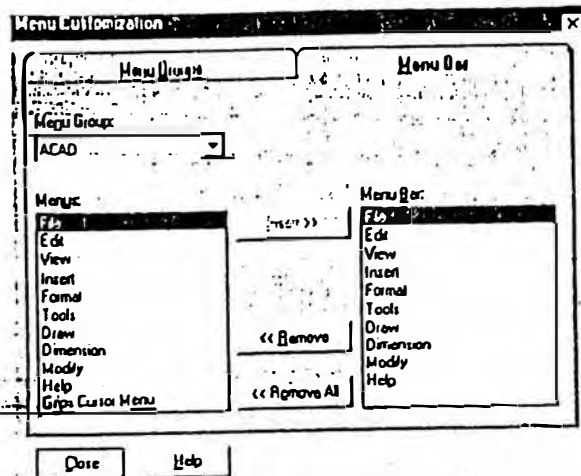 Menu Customization
Menu Groups
Menu Bar
Menu Group:
ACAD
Menus:
File
Edit
View
Insert
Format
Tools
Draw
Dimension
Modify
Help
Grips Cursor Menu
Insert >>
<< Remove
<< Remove All
Menu Bar:
File
Edit
View
Insert
Format
Tools
Draw
Dimension
Modify
Help
Close
Help